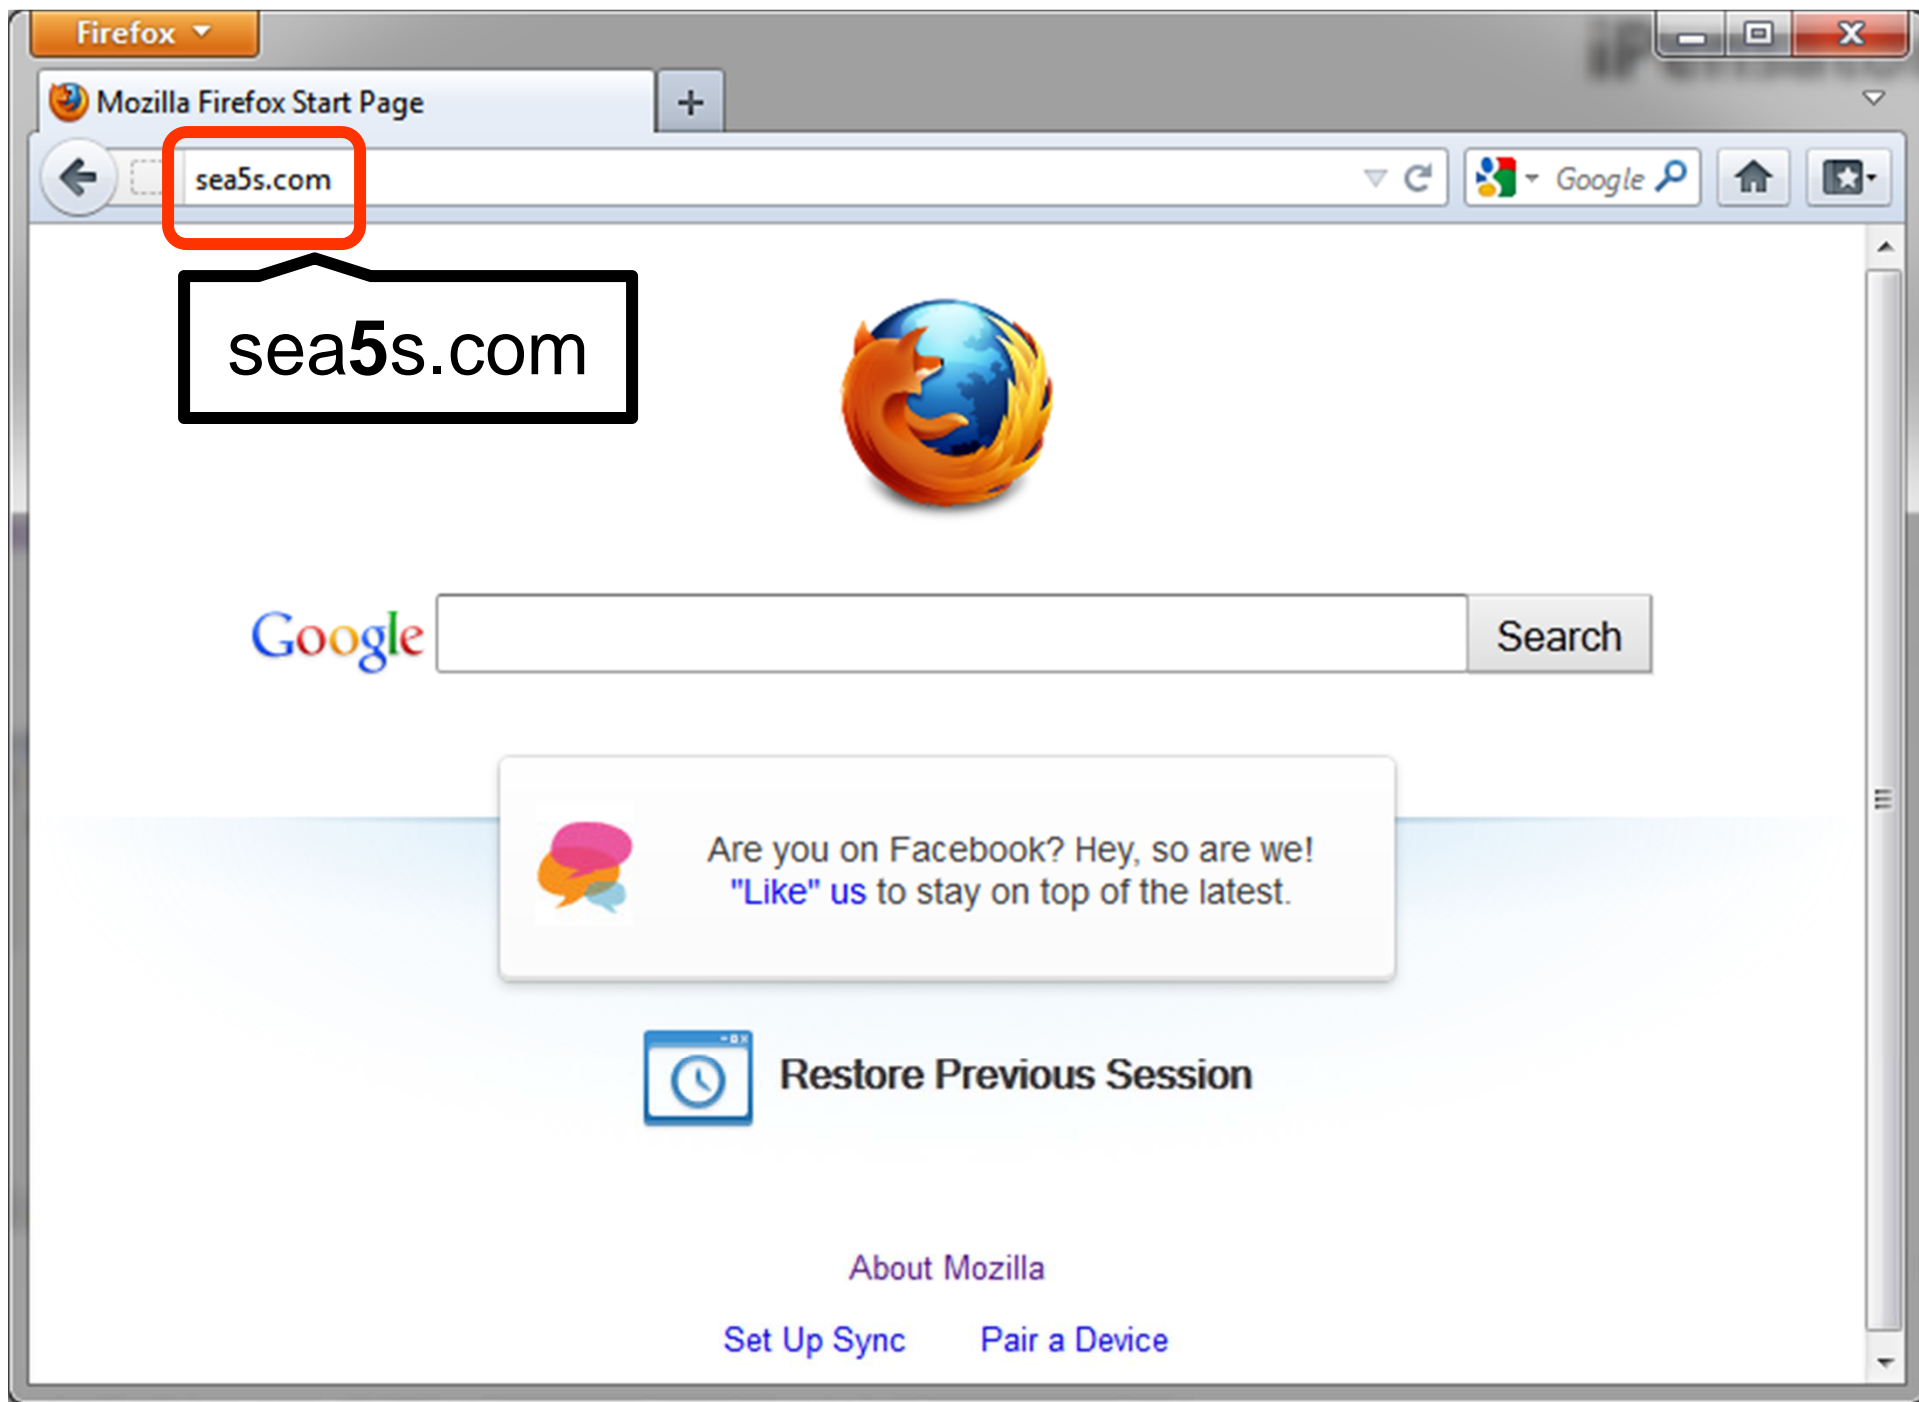 Firefox
Mozilla Firefox Start Page
sea5s.com
Google
sea5s.com
Google
Search
Are you on Facebook? Hey, so are we!
"Like" us to stay on top of the latest.
Restore Previous Session
About Mozilla
Set Up Sync
Pair a Device